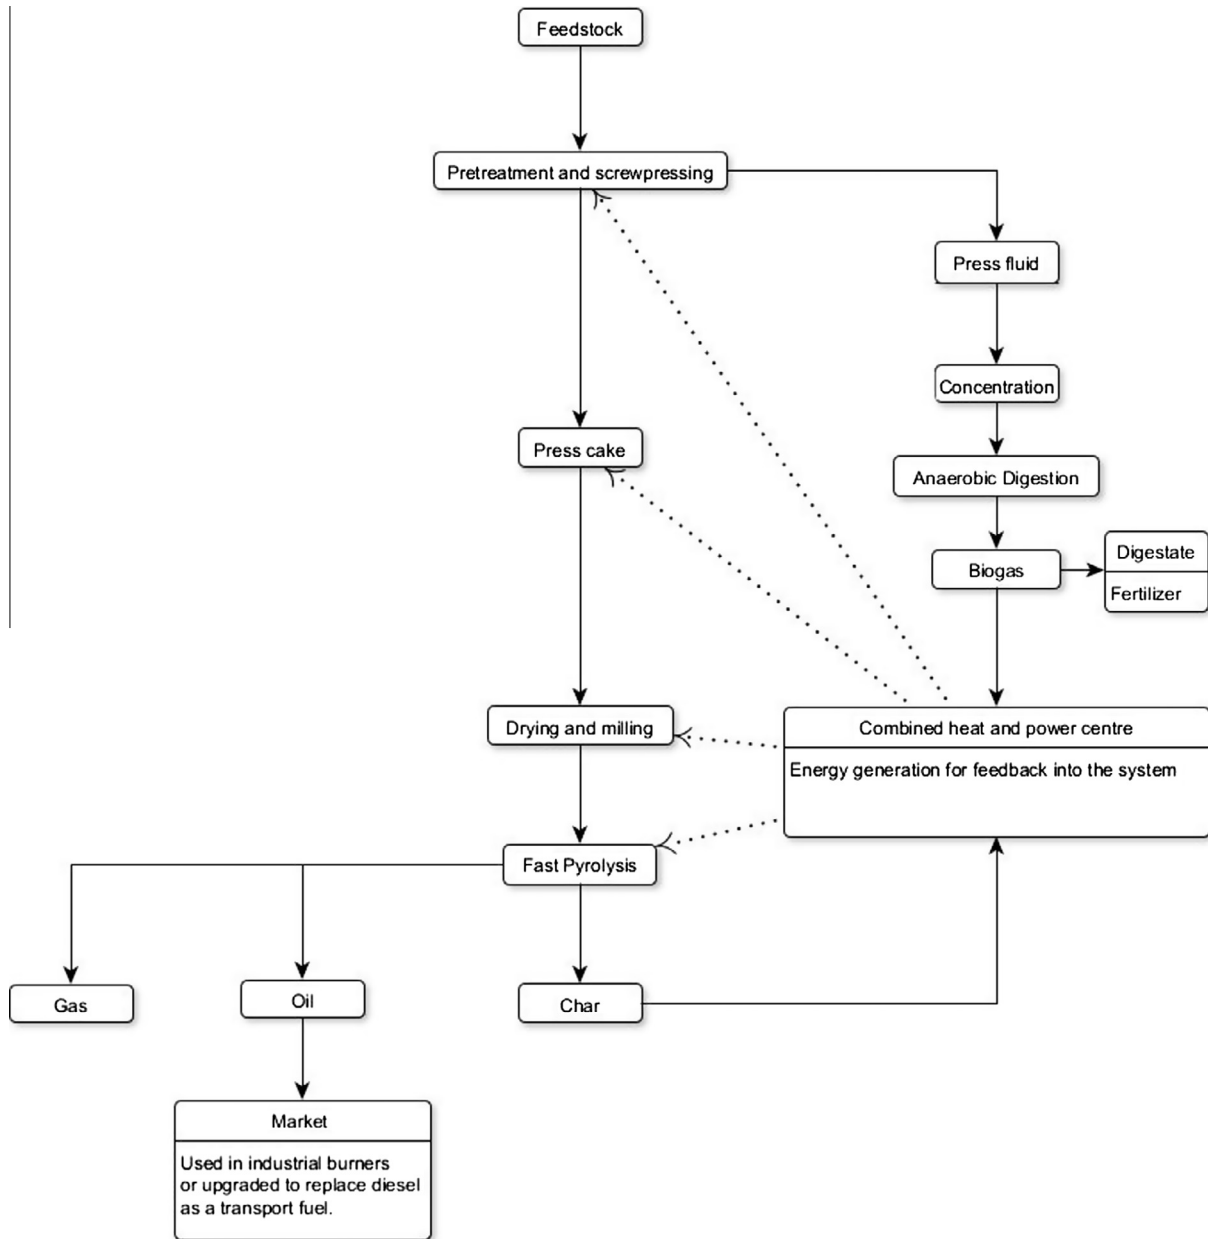 Feedstock
Pretreatment and screwpressing
Press fluid
Concentration
Press cake
Anaerobic Digestion
Biogas
Digestate
Fertilizer
Drying and milling
Combined heat and power centre
Energy generation for feedback into the system
Fast Pyrolysis
Gas
Oil
Char
Market
Used in industrial burners
or upgraded to replace diesel
as a transport fuel.